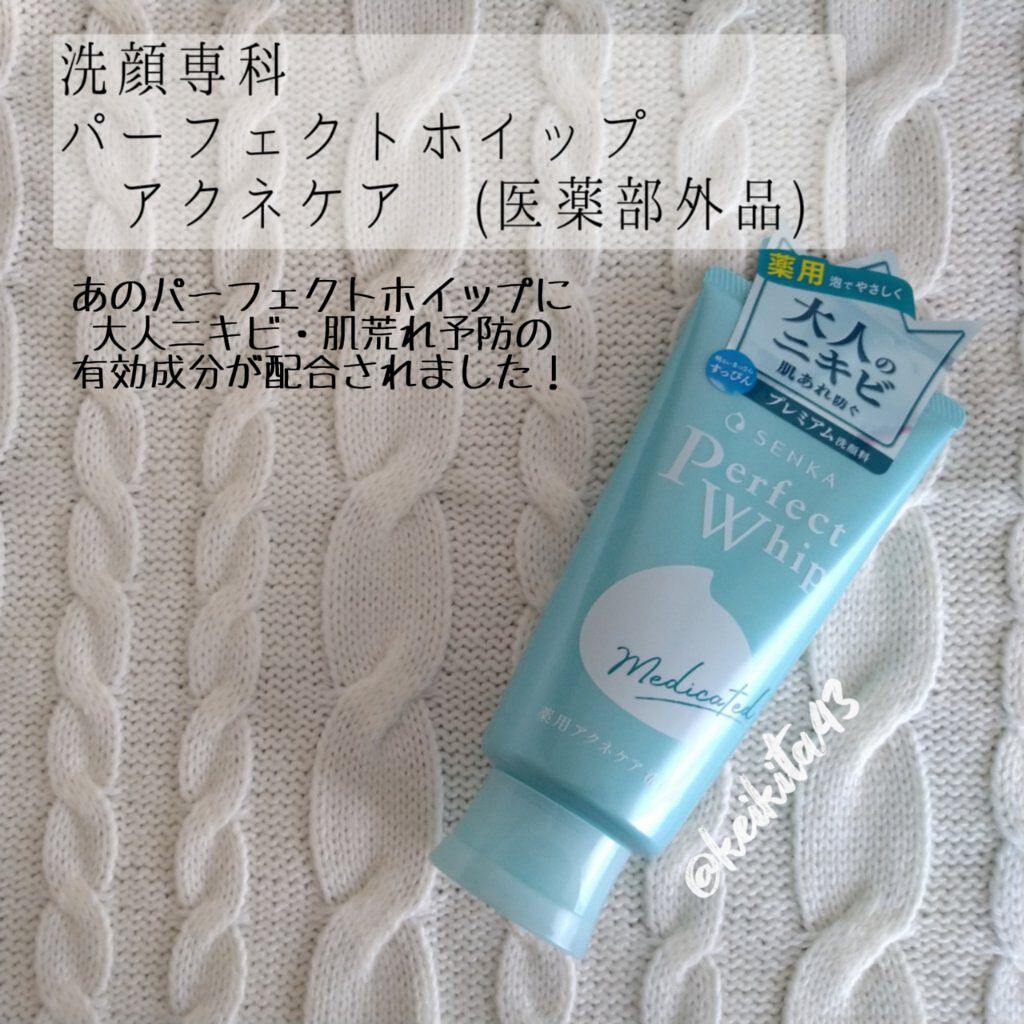 洗顔専科
パーフェクトホイップ
アクネケア (医薬部外品)
あのパーフェクトホイップに
大人ニキビ・肌荒れ予防の
有効成分が配合されました!
薬用 泡でやさしく
大人の
ニキビ
肌あれ防ぐ
すっぴん
プレミアム洗顔料
SENKA
Perfect
Whip
Medicated
薬用アクネケア
@keikita43